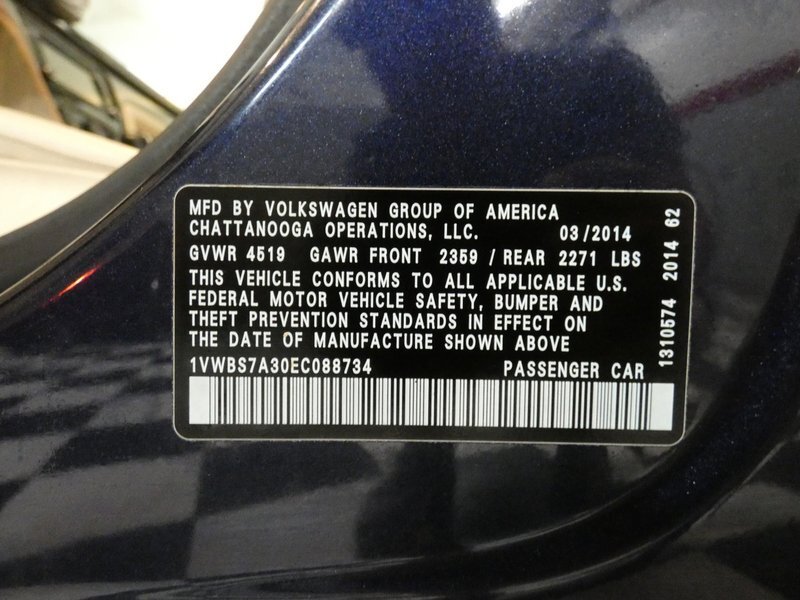 MFD BY VOLKSWAGEN GROUP OF AMERICA
CHATTANOOGA OPERATIONS, LLC. 03/2014
GVWR 4519 GAWR FRONT 2359 / REAR 2271 LBS
THIS VEHICLE CONFORMS TO ALL APPLICABLE U.S.
FEDERAL MOTOR VEHICLE SAFETY, BUMPER AND
THEFT PREVENTION STANDARDS IN EFFECT ON
THE DATE OF MANUFACTURE SHOWN ABOVE
1VWBS7A30EC088734 PASSENGER CAR
1310574 2014 62